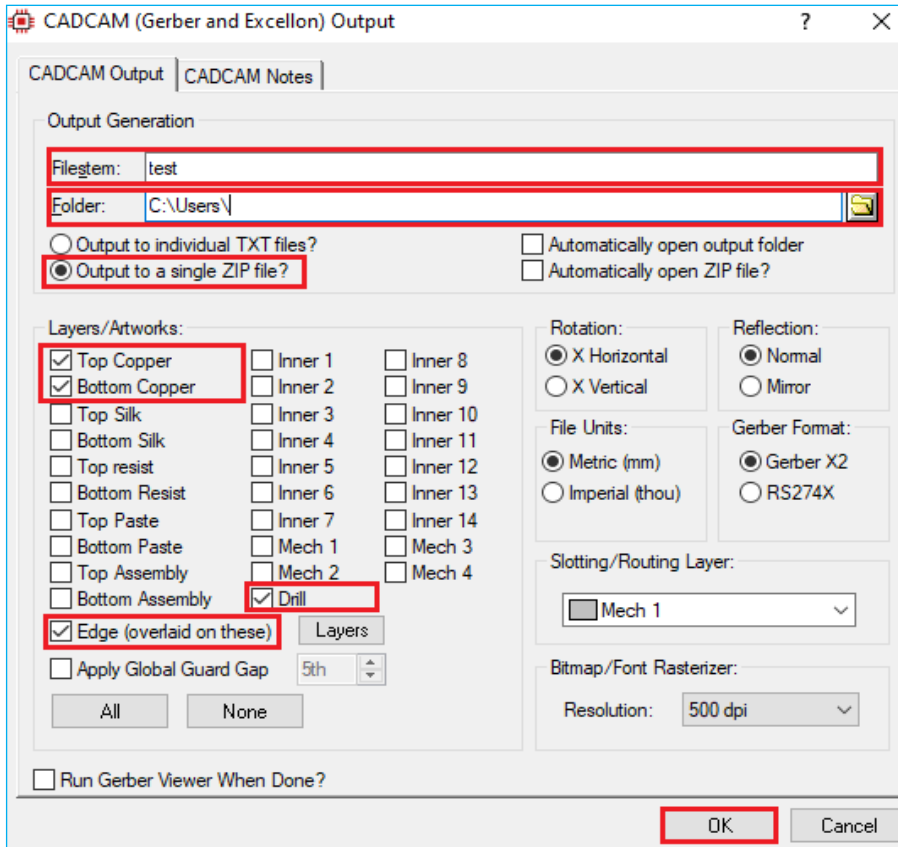 CADCAM (Gerber and Excellon) Output ? X
CADCAM Output CADCAM Notes
Output Generation
Filestem: test
Folder: C:\Users\
Output to individual TXT files? Automatically open output folder
Output to a single ZIP file? Automatically open ZIP file?
Layers/Artworks: Rotation: Reflection:
Top Copper Inner 1 Inner 8 X Horizontal Normal
Bottom Copper Inner 2 Inner 9 X Vertical Mirror
Top Silk Inner 3 Inner 10
Bottom Silk Inner 4 Inner 11 File Units: Gerber Format:
Top resist Inner 5 Inner 12 Metric (mm) Gerber X2
Bottom Resist Inner 6 Inner 13 Imperial (thou) RS274X
Top Paste Inner 7 Inner 14
Bottom Paste Mech 1 Mech 3
Top Assembly Mech 2 Mech 4 Slotting/Routing Layer:
Bottom Assembly Drill Mech 1
Edge (overlaid on these) Layers
Apply Global Guard Gap 5th Bitmap/Font Rasterizer:
All None Resolution: 500 dpi
Run Gerber Viewer When Done?
OK Cancel